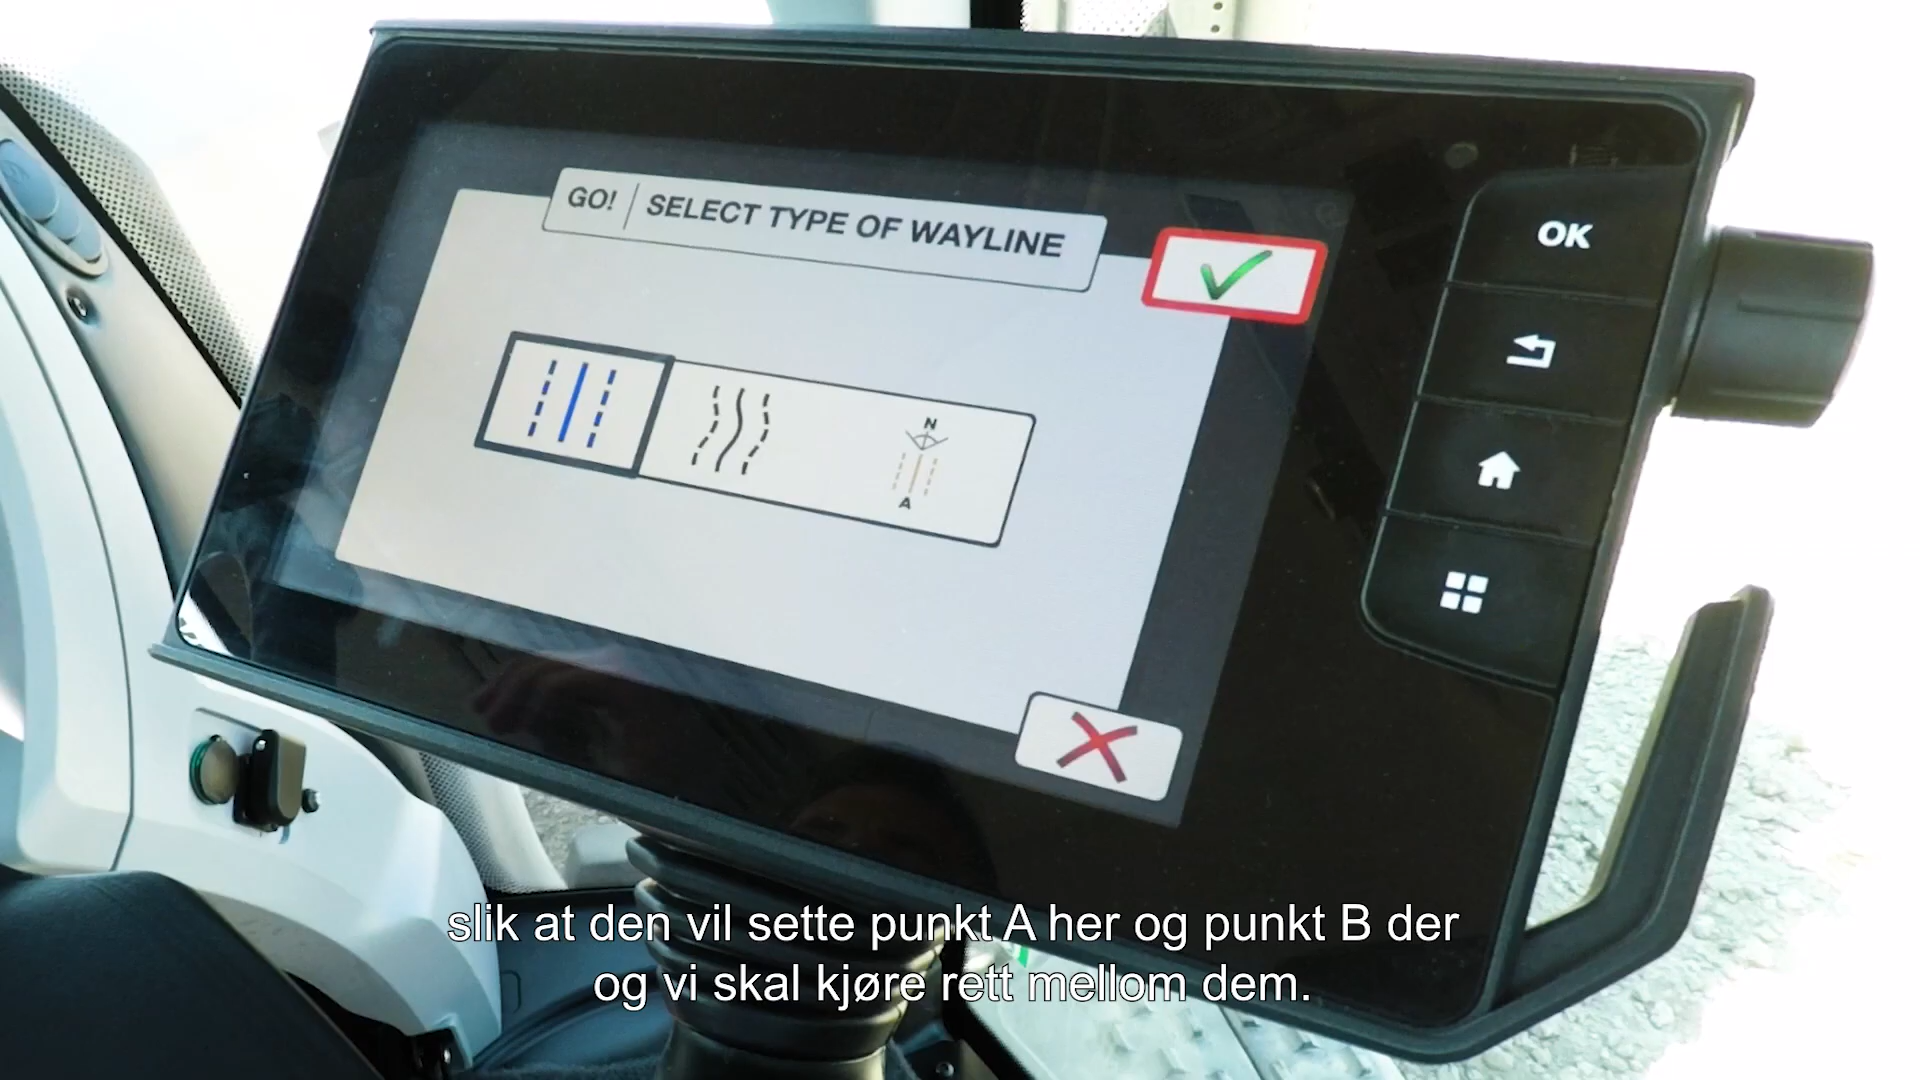 GO! SELECT TYPE OF WAYLINE
OK
N
A
slik at den vil sette punkt A her og punkt B der
og vi skal kjøre rett mellom dem.